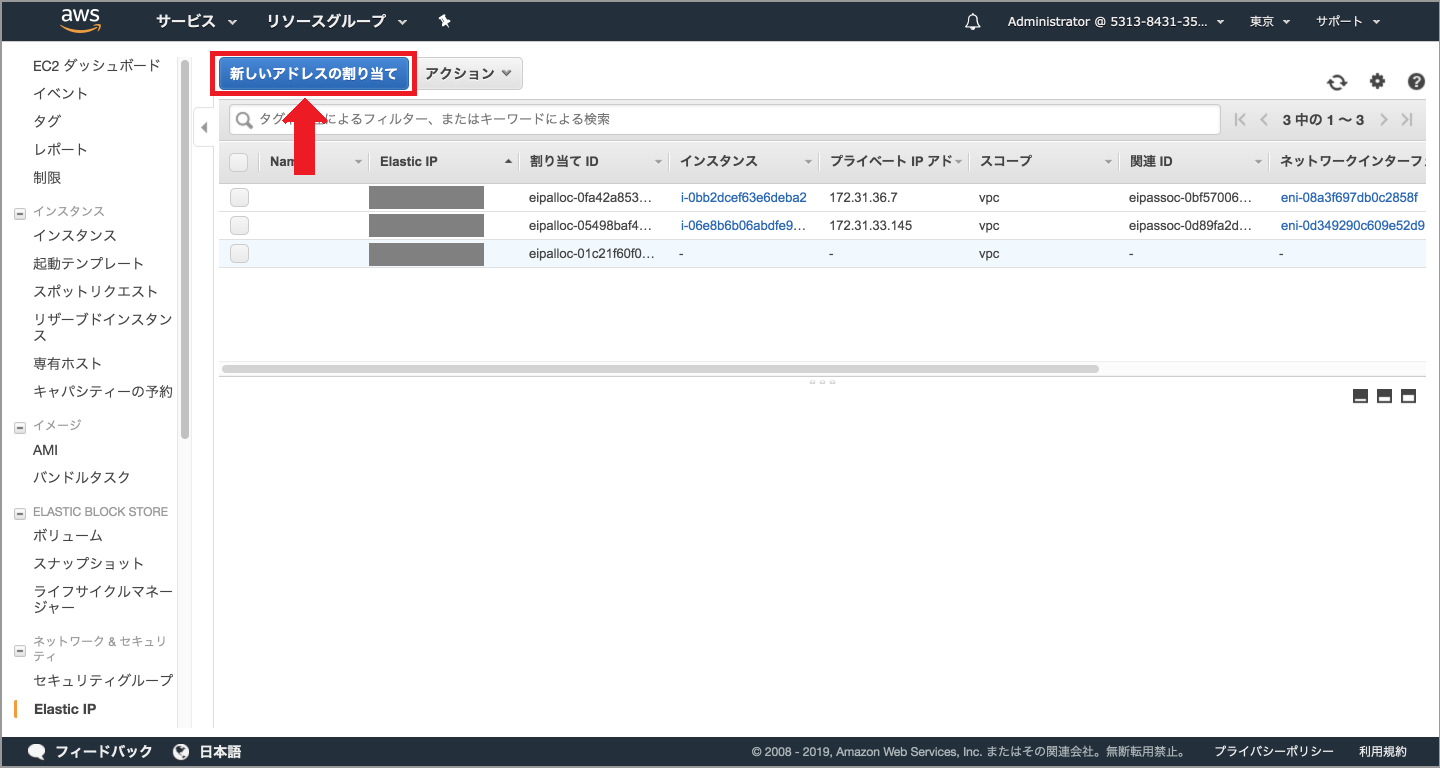 aws サービス リソースグループ Administrator @ 5313-8431-35... 東京 サポート
EC2 ダッシュボード
イベント
タグ
レポート
制限
インスタンス
インスタンス
起動テンプレート
スポットリクエスト
リザーブドインスタン
ス
専有ホスト
キャパシティーの予約
イメージ
AMI
バンドルタスク
ELASTIC BLOCK STORE
ボリューム
スナップショット
ライフサイクルマネー
ジャー
ネットワーク & セキュリ
ティ
セキュリティグループ
Elastic IP
新しいアドレスの割り当て アクション
によるフィルター、またはキーワードによる検索 3 中の 1 ～ 3
Elastic IP 割り当て ID インスタンス プライベート IP アド スコープ 関連 ID ネットワークインターフ
eipalloc-0fa42a853... i-0bb2dcef63e6deba2 172.31.36.7 vpc eipassoc-0bf57006... eni-08a3f697db0c2858f
eipalloc-05498baf4... i-06e8b6b06abdfe9... 172.31.33.145 vpc eipassoc-0d89fa2d... eni-0d349290c609e52d9
eipalloc-01c21f60f0... - - vpc - -
フィードバック 日本語 © 2008 - 2019, Amazon Web Services, Inc. またはその関連会社。無断転用禁止。 プライバシーポリシー 利用規約